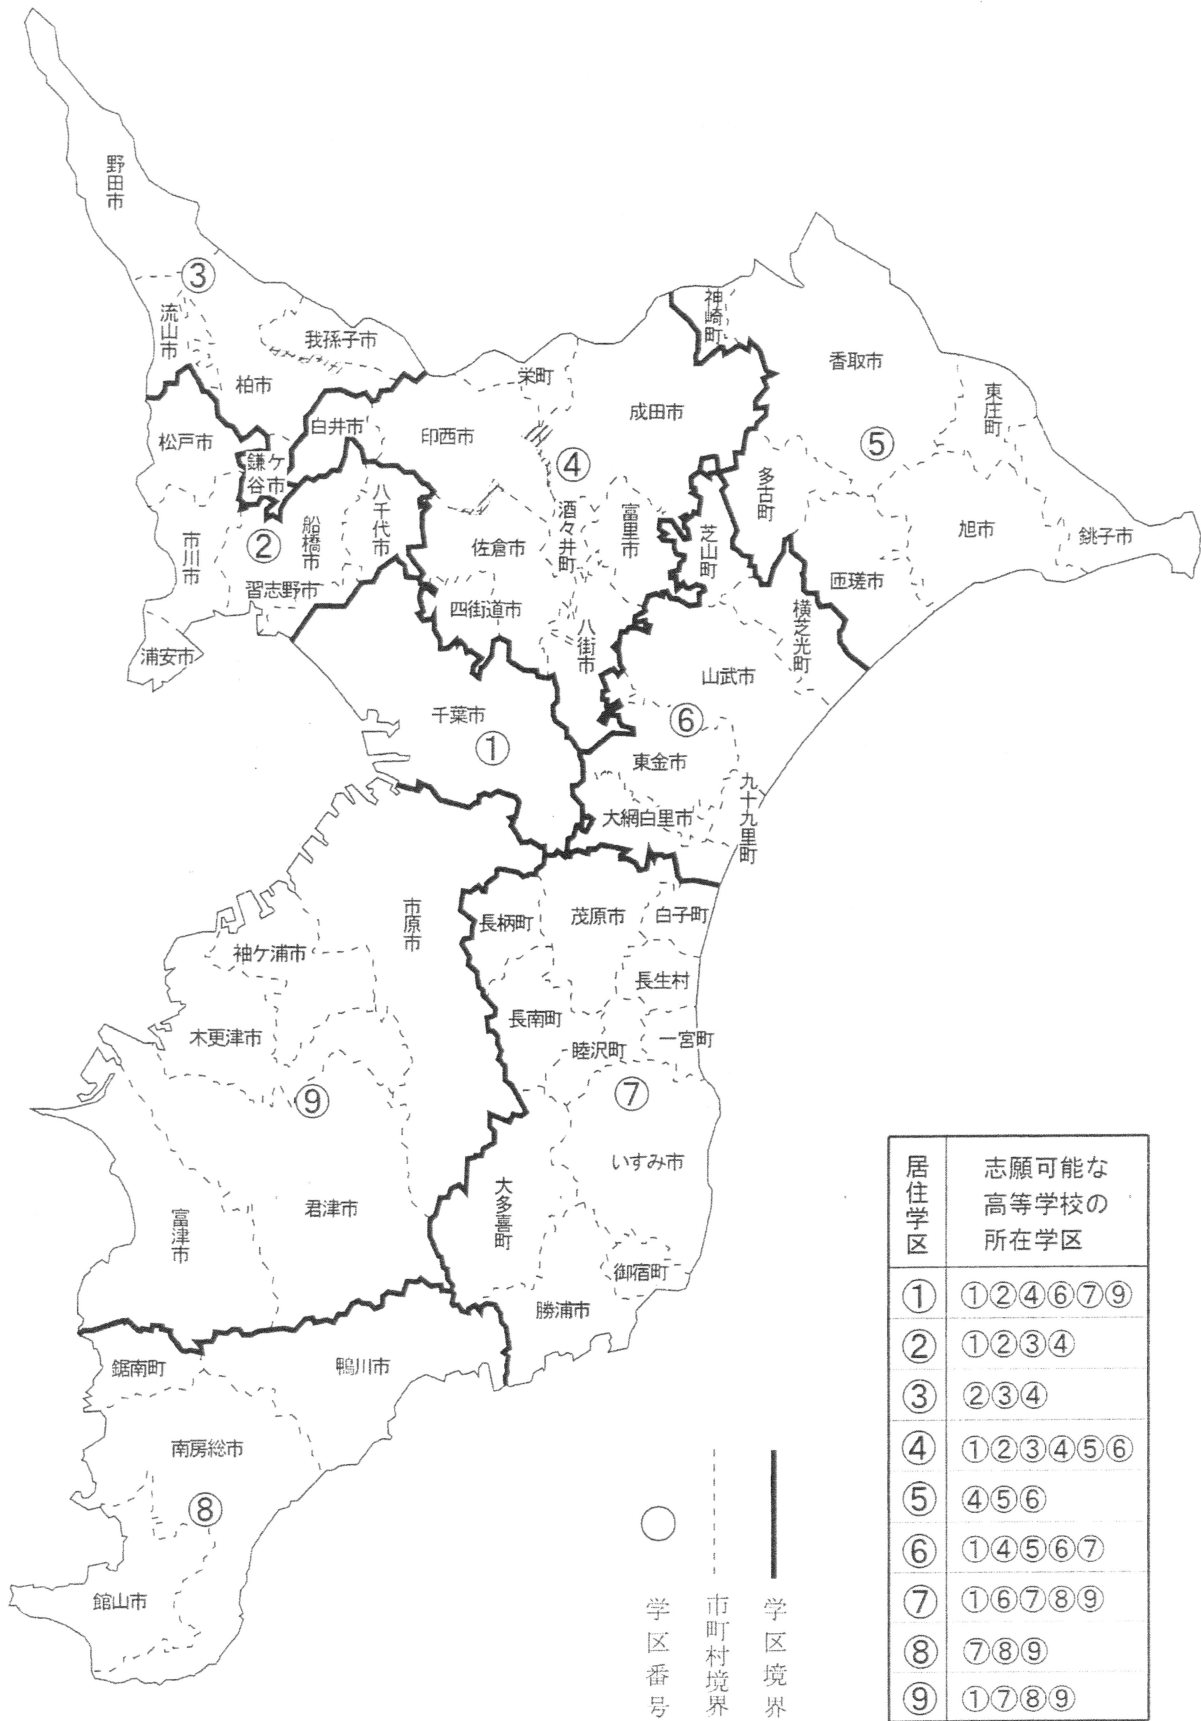 野田市
③
流山市
我孫子市
柏市
松戸市
鎌ケ
谷市
白井市
印西市
栄町
成田市
神崎町
香取市
東庄町
④
⑤
多古町
市川市
②
船橋市
八千代市
習志野市
浦安市
佐倉市
酒々井町
富里市
芝山町
旭市
銚子市
匝瑳市
四街道市
八街市
横芝光町
山武市
千葉市
①
⑥
東金市
大網白里市
九十九里町
市原市
長柄町
茂原市
白子町
袖ケ浦市
長生村
木更津市
長南町
睦沢町
一宮町
⑨
⑦
いすみ市
富津市
君津市
大多喜町
御宿町
勝浦市
鋸南町
鴨川市
南房総市
⑧
館山市
学区番号
市町村境界
学区境界
居住学区
志願可能な
高等学校の
所在学区
① ①②④⑥⑦⑨
② ①②③④
③ ②③④
④ ①②③④⑤⑥
⑤ ④⑤⑥
⑥ ①④⑤⑥⑦
⑦ ①⑥⑦⑧⑨
⑧ ⑦⑧⑨
⑨ ①⑦⑧⑨